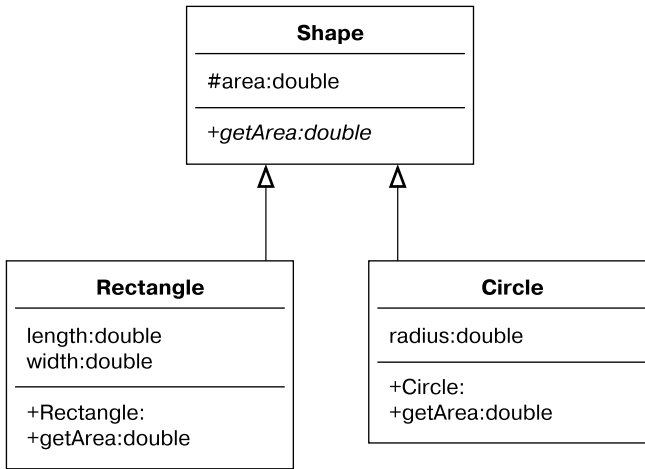 Shape
#area:double
+getArea:double
Rectangle
length:double
width:double
+Rectangle:
+getArea:double
Circle
radius:double
+Circle:
+getArea:double